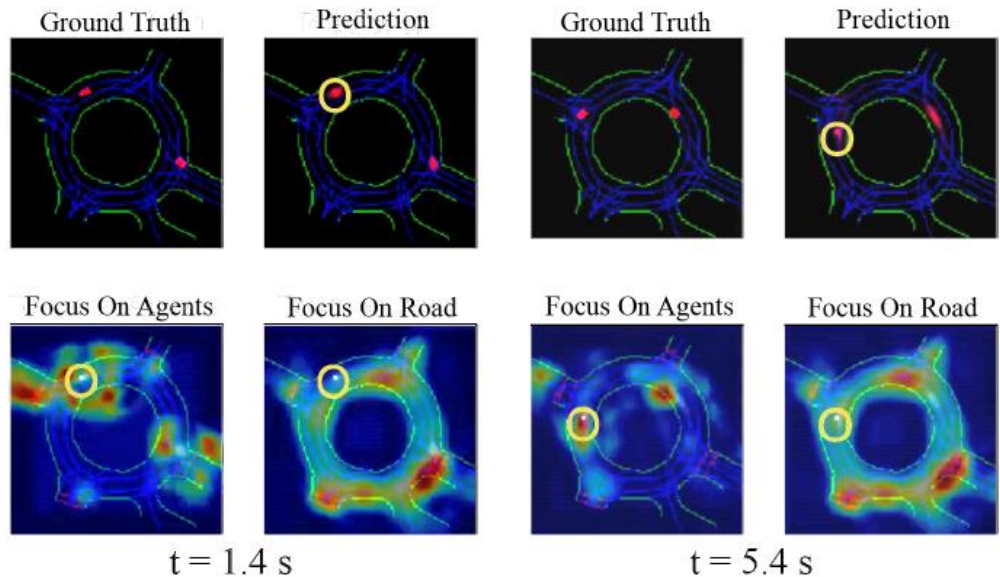 Ground Truth
Prediction
Ground Truth
Prediction
Focus On Agents
Focus On Road
Focus On Agents
Focus On Road
t = 1.4 s
t = 5.4 s